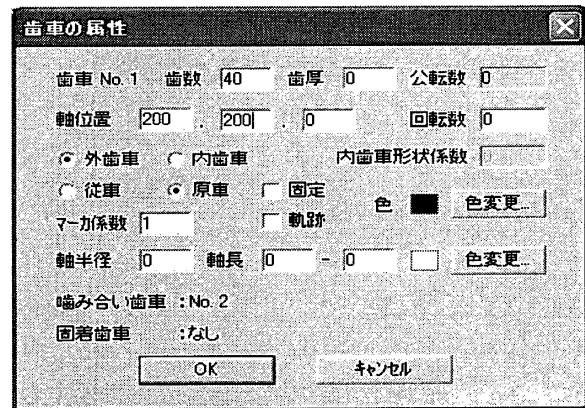 歯車の属性
歯車 No. 1 歯数 40 歯厚 0 公転数 0
軸位置 200 . 200 . 0 回転数 0
外歯車 内歯車 内歯車形状係数
従車 原車 固定 色 色変更...
マーカ係数 1 軌跡
軸半径 0 軸長 0 - 0 色変更...
噛み合い歯車 : No. 2
固着歯車 : なし
OK キャンセル